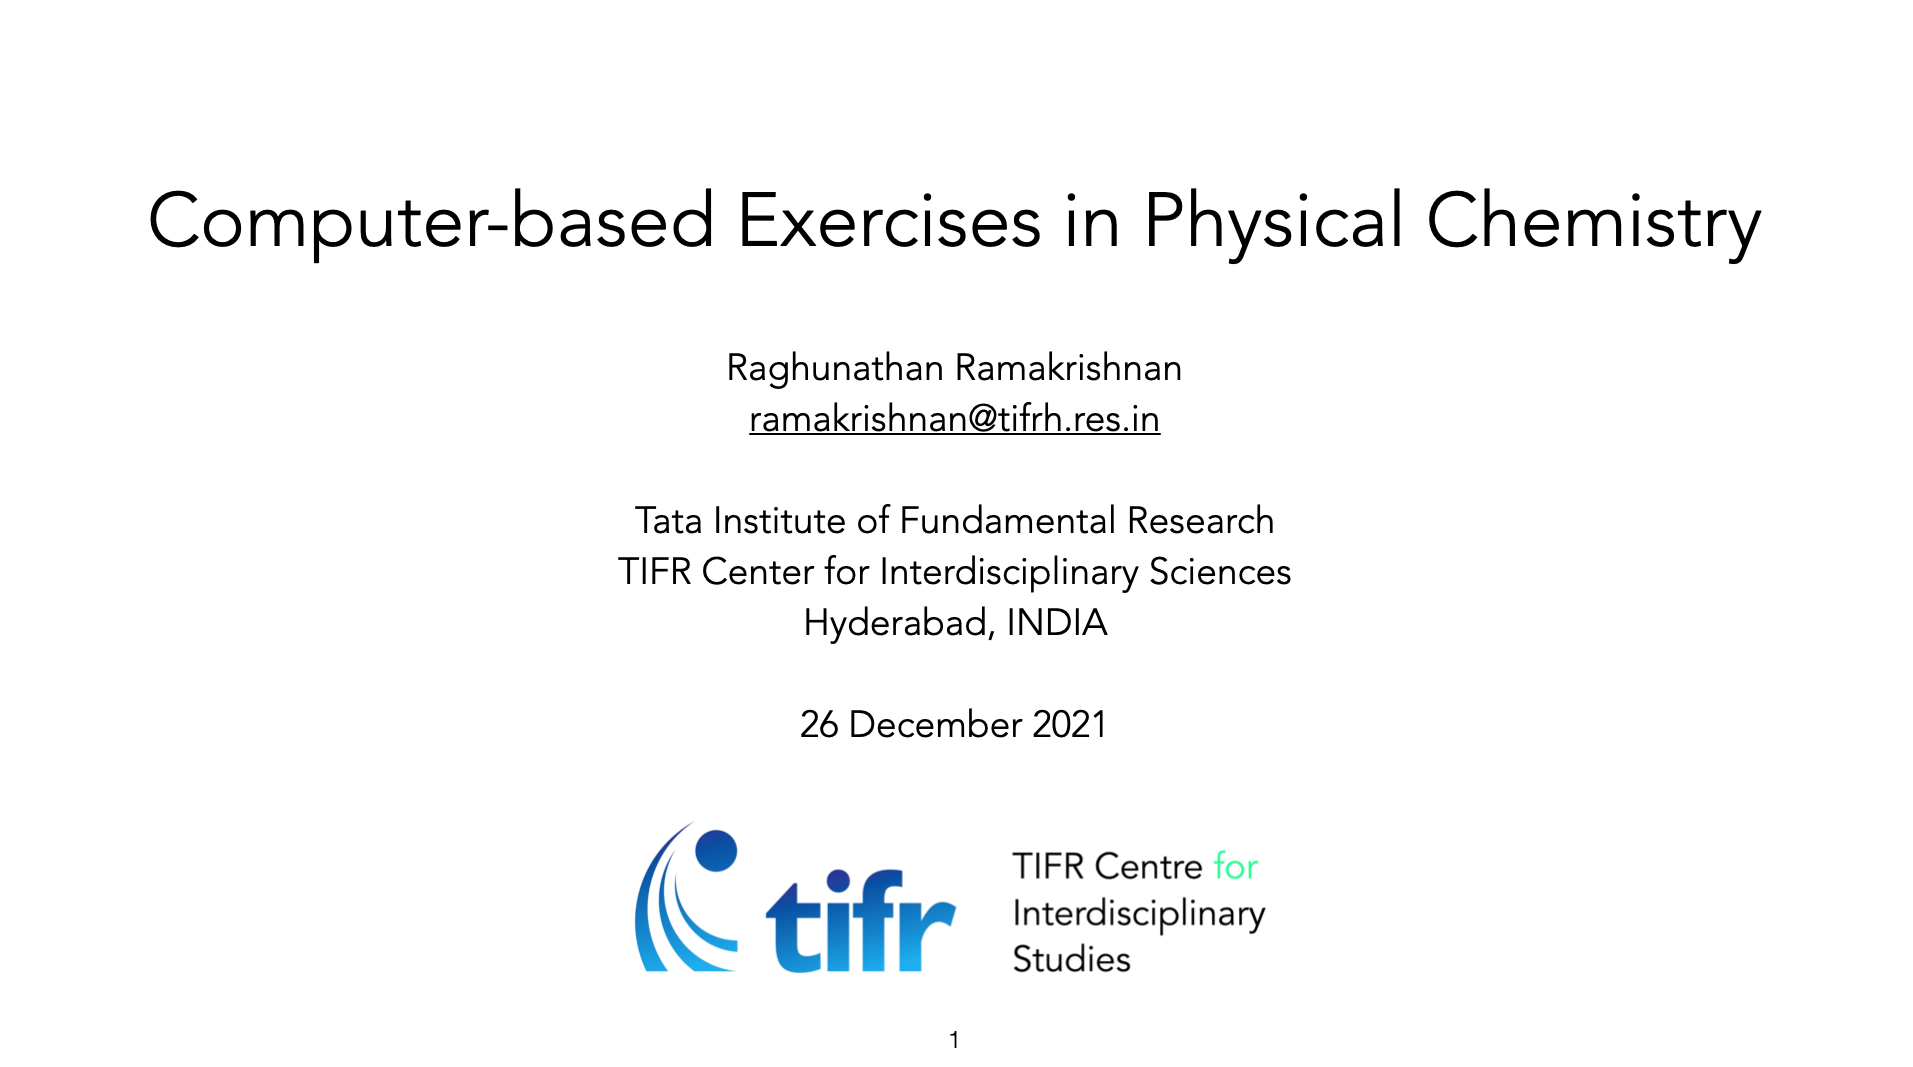 Computer-based Exercises in Physical Chemistry
Raghunathan Ramakrishnan
ramakrishnan@tifrh.res.in
Tata Institute of Fundamental Research
TIFR Center for Interdisciplinary Sciences
Hyderabad, INDIA
26 December 2021
tifr
TIFR Centre for
Interdisciplinary
Studies
1